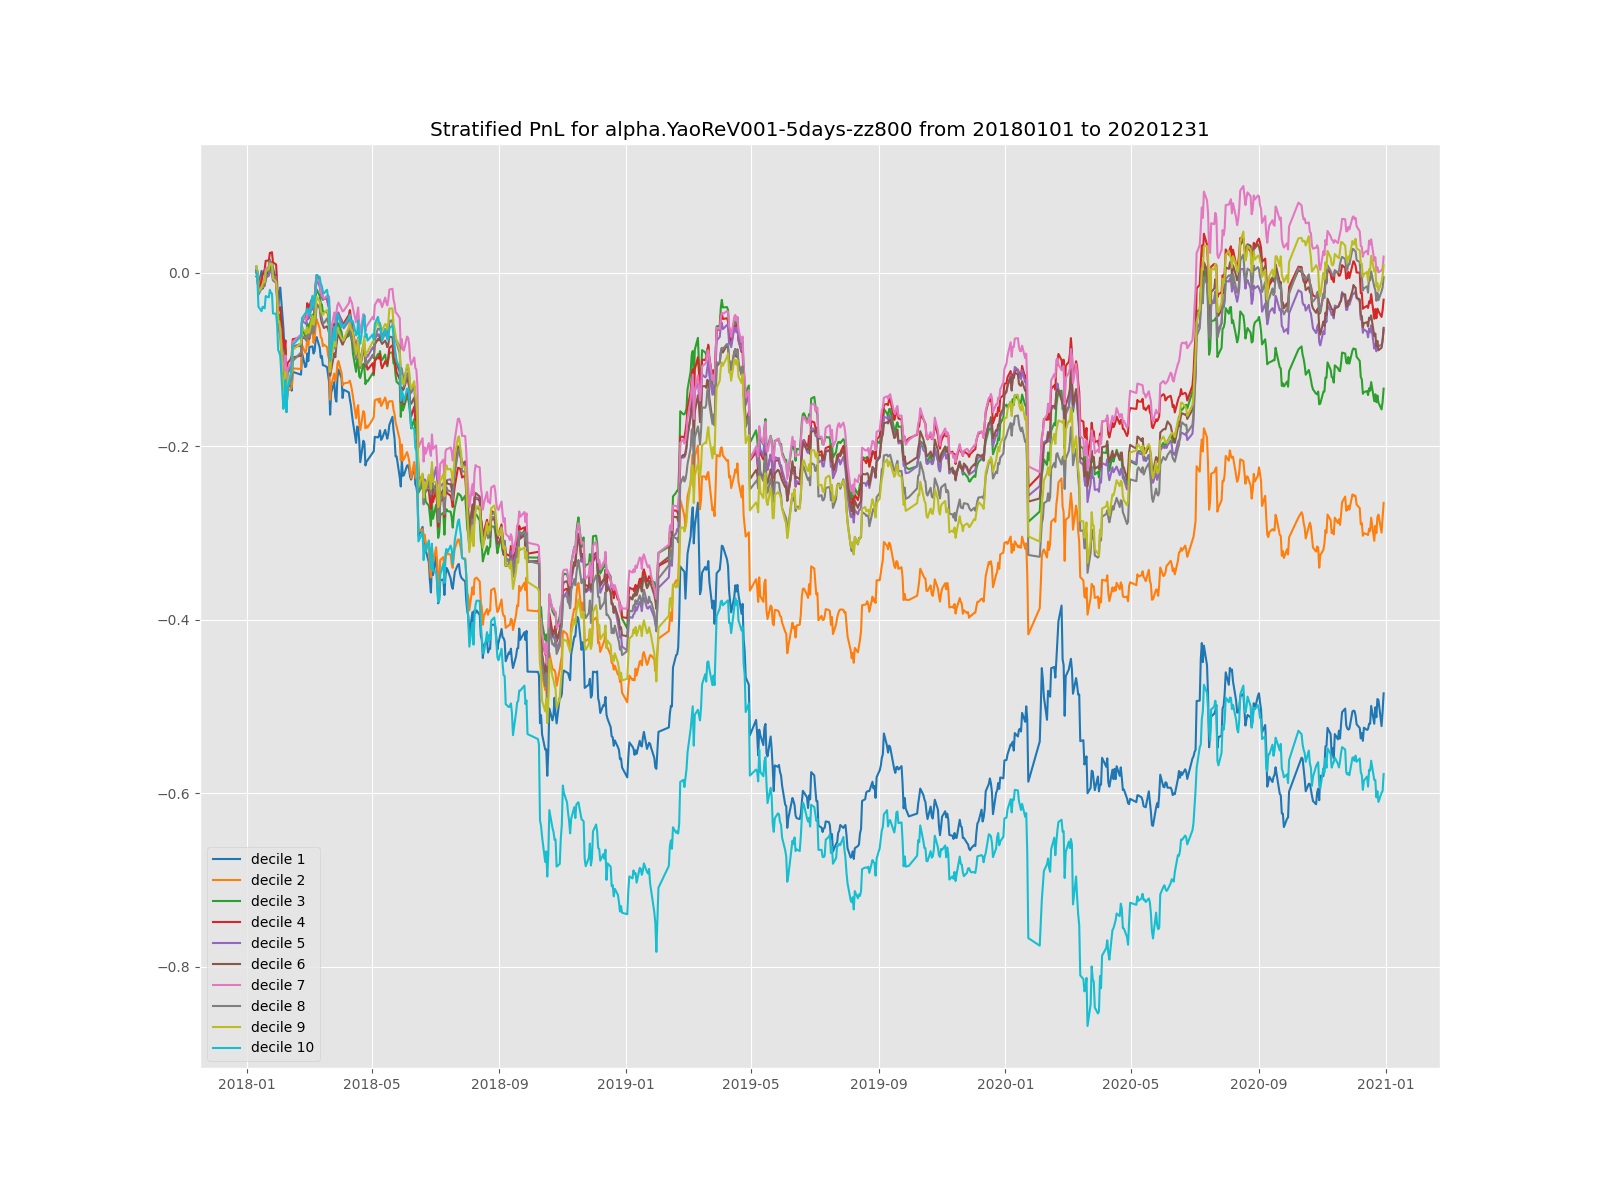 Stratified PnL for alpha.YaoReV001-5days-zz800 from 20180101 to 20201231
0.0
−0.2
−0.4
−0.6
−0.8
decile 1
decile 2
decile 3
decile 4
decile 5
decile 6
decile 7
decile 8
decile 9
decile 10
2018-01 2018-05 2018-09 2019-01 2019-05 2019-09 2020-01 2020-05 2020-09 2021-01